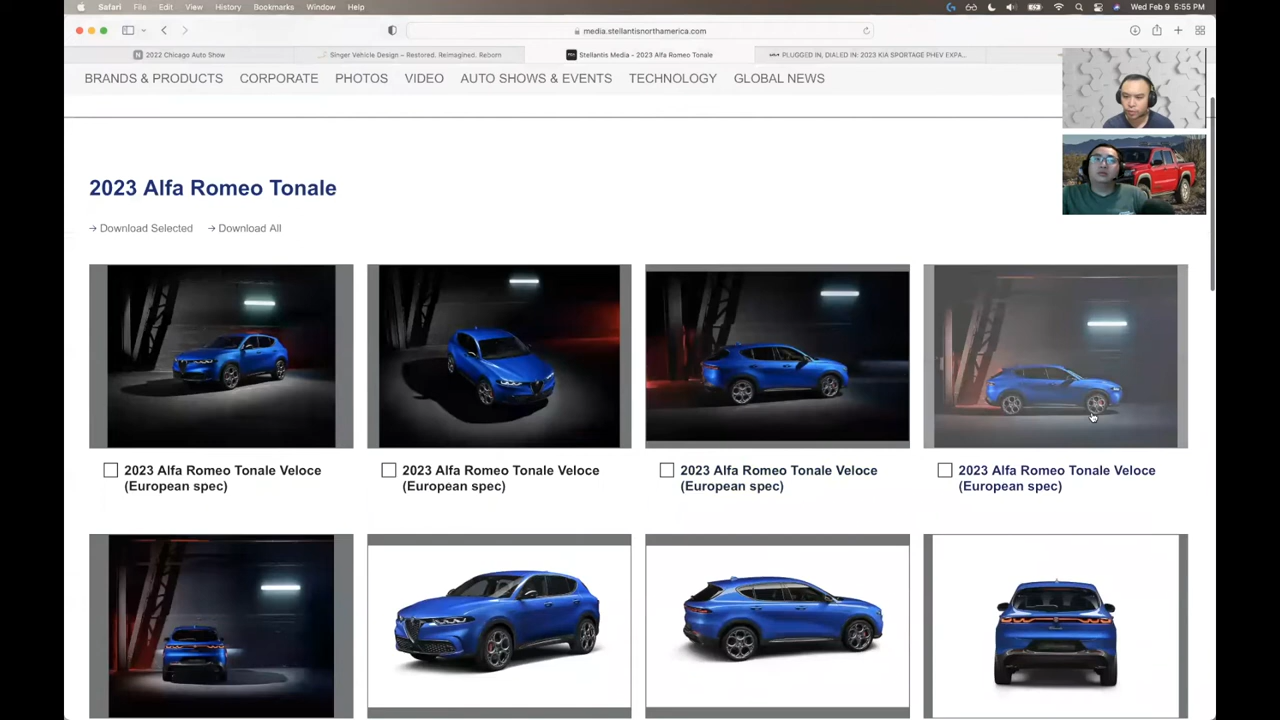 Safari File Edit View History Bookmarks Window Help
Wed Feb 9 5:55 PM
media.stellantisnorthamerica.com
2022 Chicago Auto Show
Singer Vehicle Design – Restored. Reimagined. Reborn
Stellantis Media - 2023 Alfa Romeo Tonale
PLUGGED IN, DIALED IN: 2023 KIA SPORTAGE PHEV EXPA...
BRANDS & PRODUCTS CORPORATE PHOTOS VIDEO AUTO SHOWS & EVENTS TECHNOLOGY GLOBAL NEWS
2023 Alfa Romeo Tonale
→ Download Selected → Download All
2023 Alfa Romeo Tonale Veloce
(European spec)
2023 Alfa Romeo Tonale Veloce
(European spec)
2023 Alfa Romeo Tonale Veloce
(European spec)
2023 Alfa Romeo Tonale Veloce
(European spec)